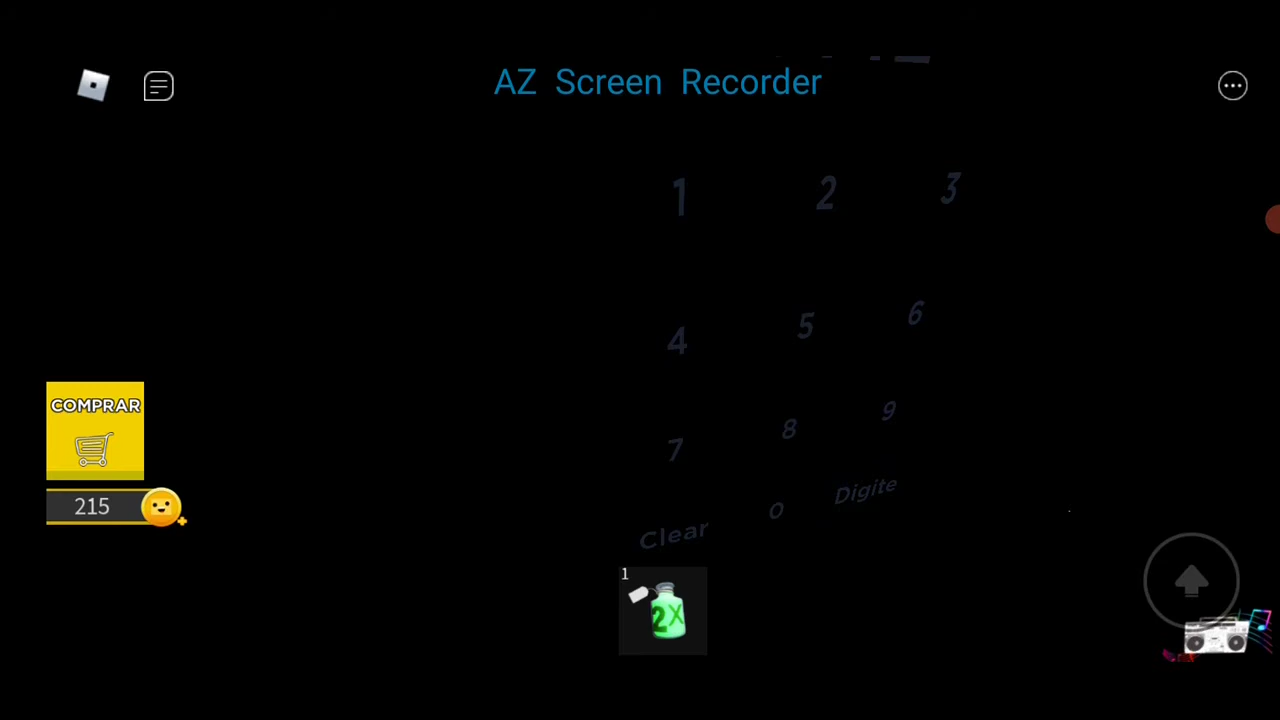 AZ Screen Recorder
1 2 3
4 5 6
7 8 9
Clear 0 Digite
COMPRAR
215
1
2X